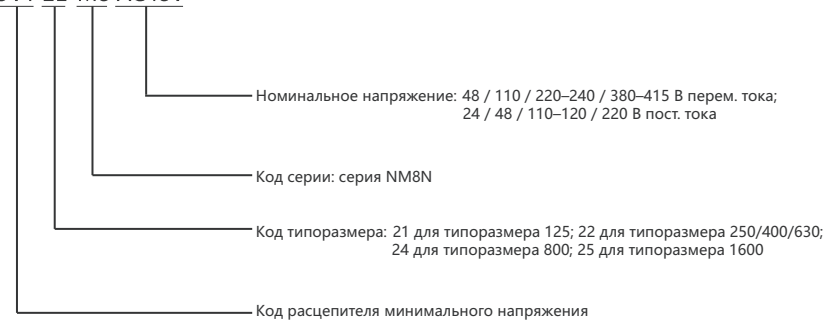 Номинальное напряжение: 48 / 110 / 220–240 / 380–415 В перем. тока;
24 / 48 / 110–120 / 220 В пост. тока
Код серии: серия NM8N
Код типоразмера: 21 для типоразмера 125; 22 для типоразмера 250/400/630;
24 для типоразмера 800; 25 для типоразмера 1600
Код расцепителя минимального напряжения